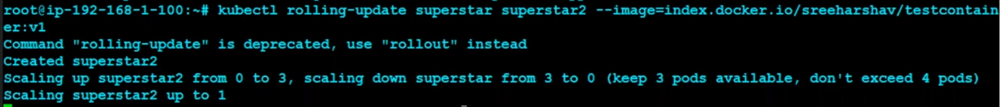 root@ip-192-168-1-100:~# kubectl rolling-update superstar superstar2 --image=index.docker.io/sreeharshav/testcontain
er:v1
Command "rolling-update" is deprecated, use "rollout" instead
Created superstar2
Scaling up superstar2 from 0 to 3, scaling down superstar from 3 to 0 (keep 3 pods available, don't exceed 4 pods)
Scaling superstar2 up to 1